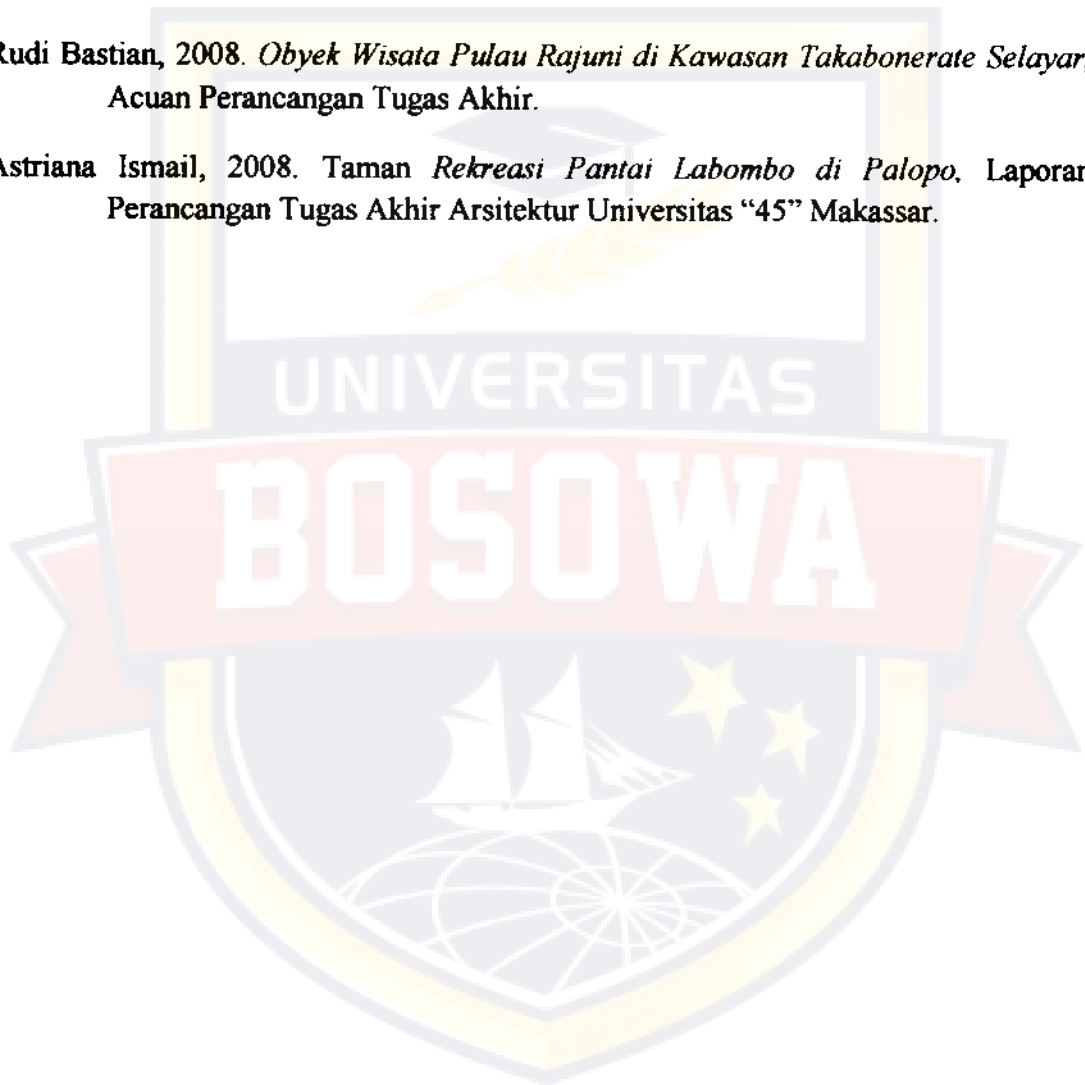 Rudi Bastian, 2008. Obyek Wisata Pulau Rajuni di Kawasan Takabonerate Selayar,
Acuan Perancangan Tugas Akhir.
Astriana Ismail, 2008. Taman Rekreasi Pantai Labombo di Palopo, Laporan
Perancangan Tugas Akhir Arsitektur Universitas “45” Makassar.
UNIVERSITAS
BOSOWA